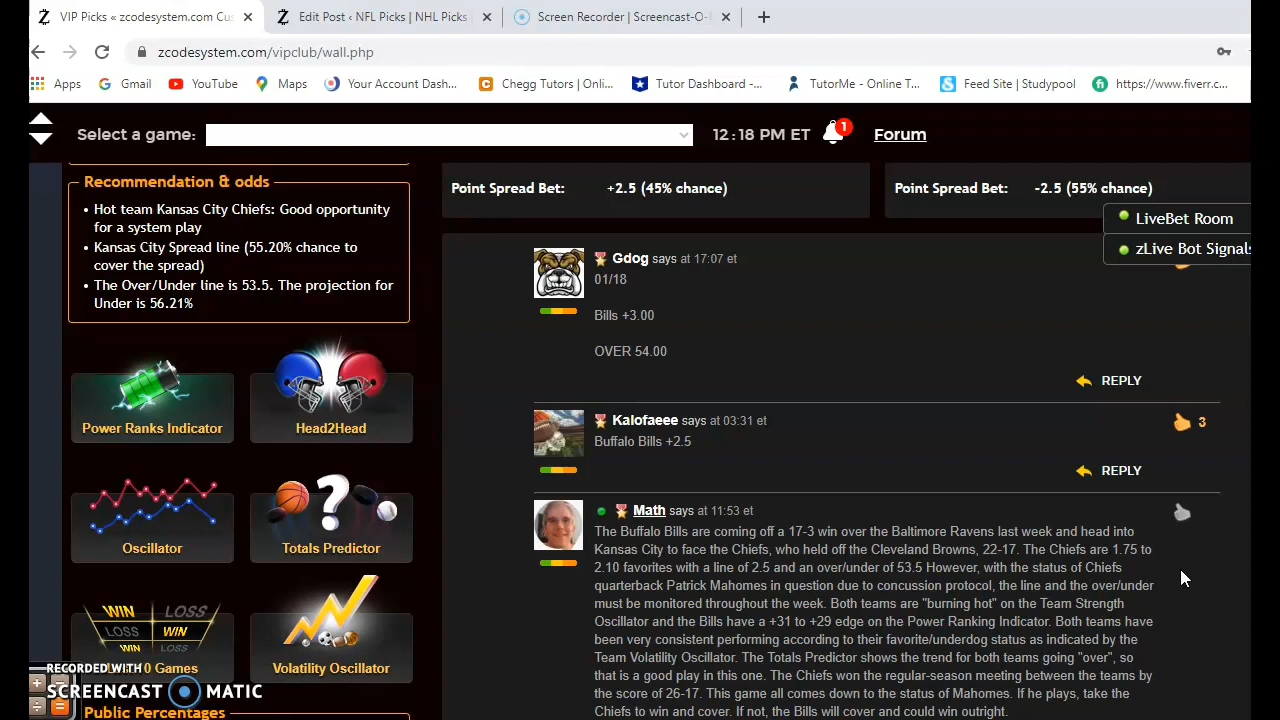 VIP Picks « zcodesystem.com Cus
Edit Post ‹ NFL Picks | NHL Picks
Screen Recorder | Screencast-O-
zcodesystem.com/vipclub/wall.php
Apps
Gmail
YouTube
Maps
Your Account Dash...
Chegg Tutors | Onli...
Tutor Dashboard -...
TutorMe - Online T...
Feed Site | Studypool
https://www.fiverr.c...
Select a game:
12:18 PM ET
1
Forum
Recommendation & odds
• Hot team Kansas City Chiefs: Good opportunity
for a system play
• Kansas City Spread line (55.20% chance to
cover the spread)
• The Over/Under line is 53.5. The projection for
Under is 56.21%
Power Ranks Indicator
Head2Head
Oscillator
Totals Predictor
WIN LOSS
LOSS WIN
WIN LOSS
0 Games
Volatility Oscillator
RECORDED WITH
SCREENCAST MATIC
Public Percentages
Point Spread Bet: +2.5 (45% chance)
Point Spread Bet: -2.5 (55% chance)
LiveBet Room
zLive Bot Signals
Gdog says at 17:07 et
01/18
Bills +3.00
OVER 54.00
REPLY
Kalofaeee says at 03:31 et
3
Buffalo Bills +2.5
REPLY
Math says at 11:53 et
The Buffalo Bills are coming off a 17-3 win over the Baltimore Ravens last week and head into
Kansas City to face the Chiefs, who held off the Cleveland Browns, 22-17. The Chiefs are 1.75 to
2.10 favorites with a line of 2.5 and an over/under of 53.5 However, with the status of Chiefs
quarterback Patrick Mahomes in question due to concussion protocol, the line and the over/under
must be monitored throughout the week. Both teams are "burning hot" on the Team Strength
Oscillator and the Bills have a +31 to +29 edge on the Power Ranking Indicator. Both teams have
been very consistent performing according to their favorite/underdog status as indicated by the
Team Volatility Oscillator. The Totals Predictor shows the trend for both teams going "over", so
that is a good play in this one. The Chiefs won the regular-season meeting between the teams by
the score of 26-17. This game all comes down to the status of Mahomes. If he plays, take the
Chiefs to win and cover. If not, the Bills will cover and could win outright.